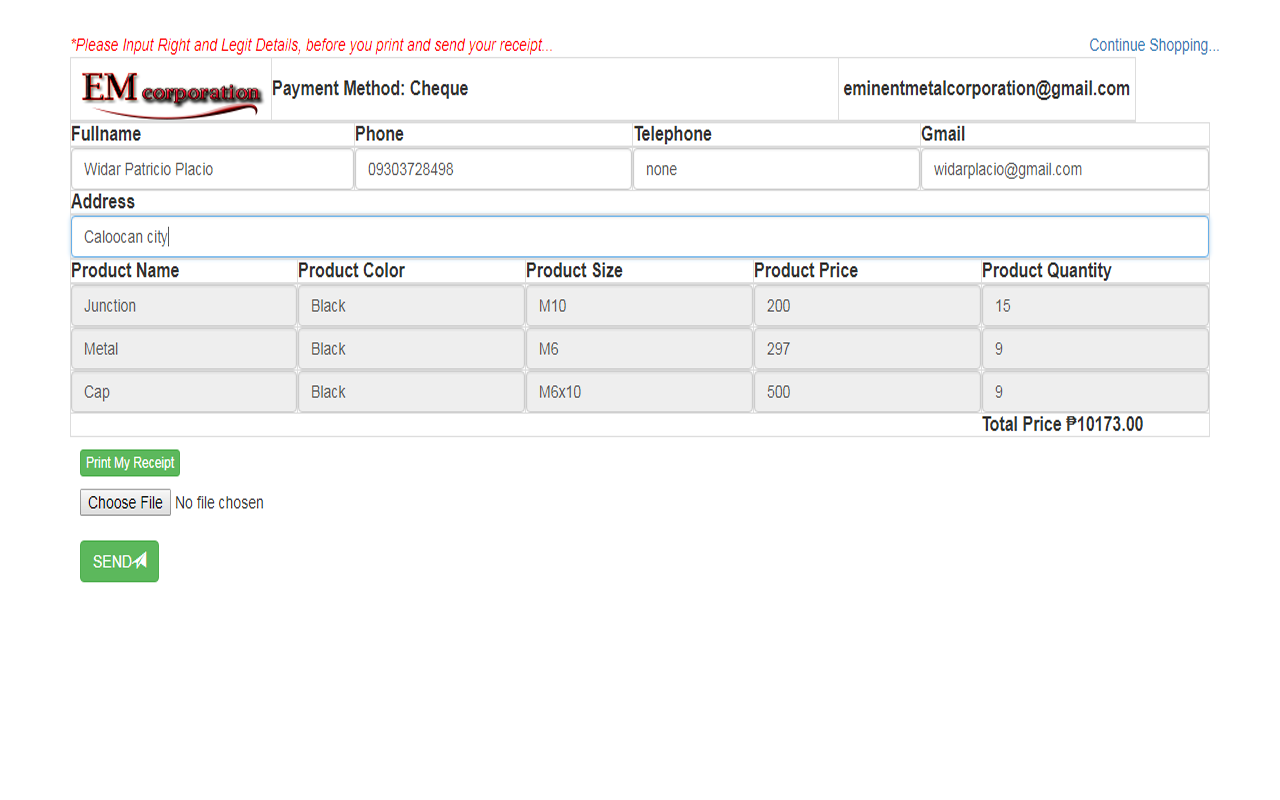 *Please Input Right and Legit Details, before you print and send your receipt... Continue Shopping...
EM corporation Payment Method: Cheque eminentmetalcorporation@gmail.com
Fullname Phone Telephone Gmail
Widar Patricio Placio 09303728498 none widarplacio@gmail.com
Address
Caloocan city
Product Name Product Color Product Size Product Price Product Quantity
Junction Black M10 200 15
Metal Black M6 297 9
Cap Black M6x10 500 9
Total Price ₱10173.00
Print My Receipt
Choose File No file chosen
SEND